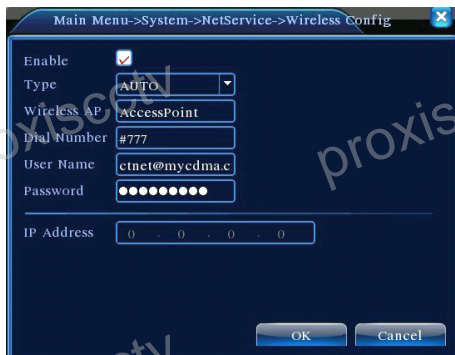 Main Menu->System->NetService->Wireless Config
Enable
Type AUTO
Wireless AP AccessPoint
Dial Number #777
User Name ctnet@mycdma.c
Password ●●●●●●●●●
IP Address 0 . 0 . 0 . 0
OK Cancel
proxiscctv
proxis
cctv